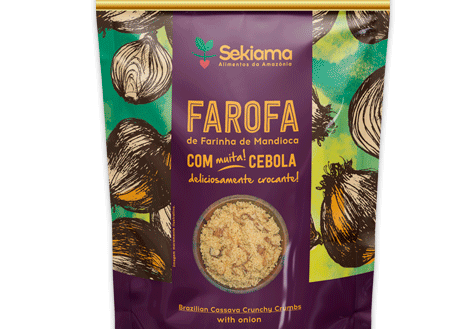 Sekiama
Alimentos da Amazônia
FAROFA
de Farinha de Mandioca
COM muita! CEBOLA
deliciosamente crocante!
Brazilian Cassava Crunchy Crumbs
with onion